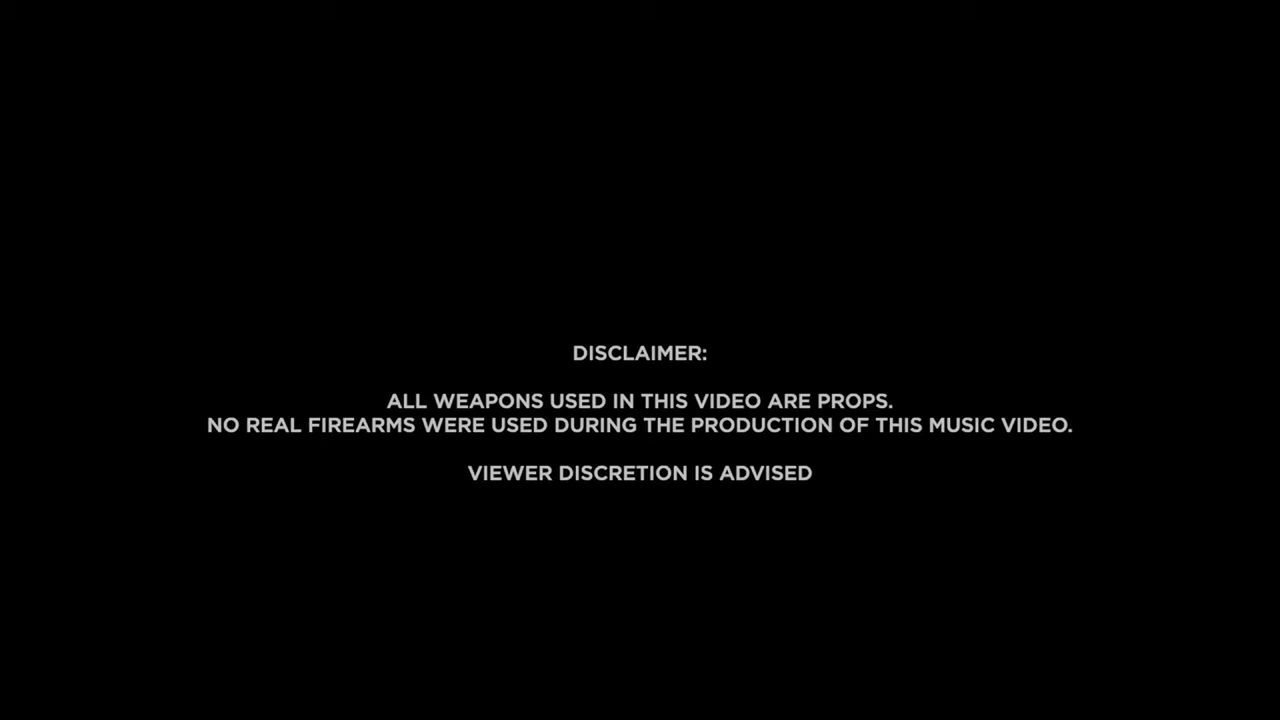 DISCLAIMER:
ALL WEAPONS USED IN THIS VIDEO ARE PROPS.
NO REAL FIREARMS WERE USED DURING THE PRODUCTION OF THIS MUSIC VIDEO.
VIEWER DISCRETION IS ADVISED